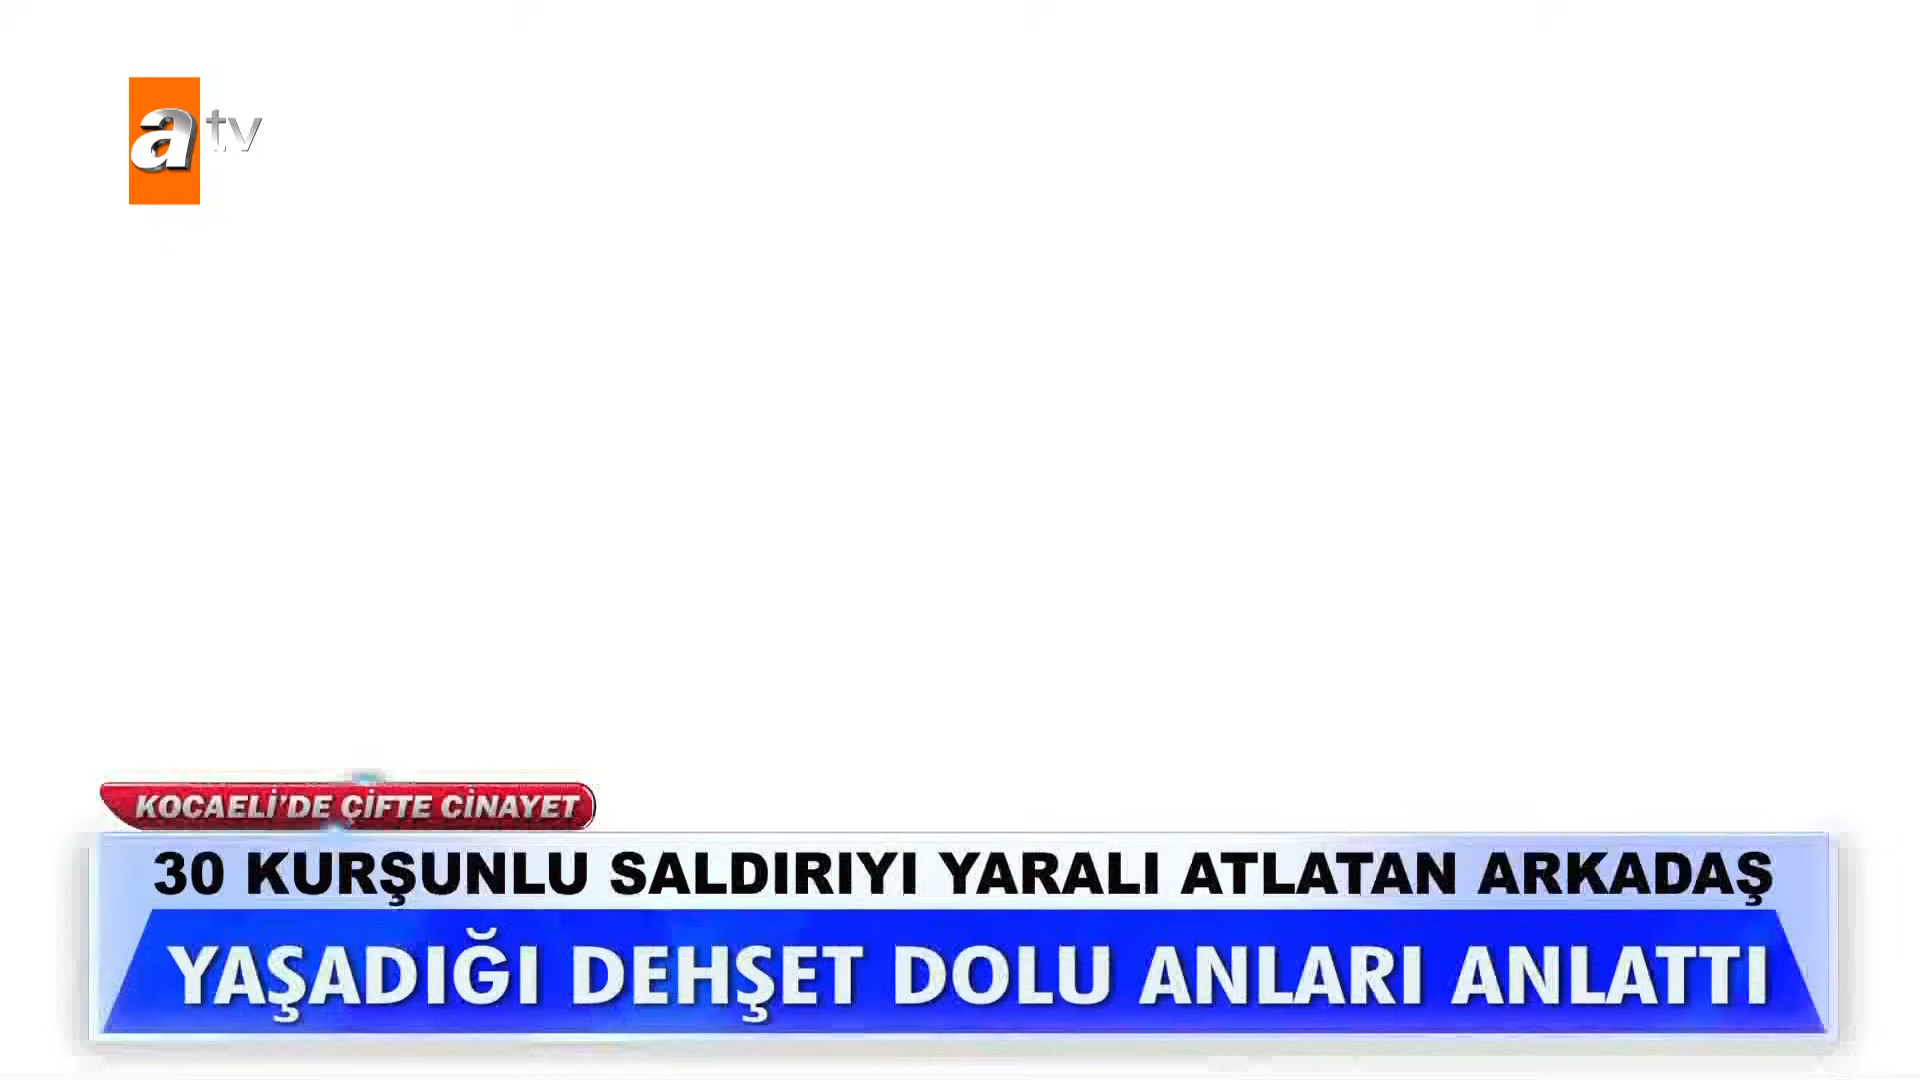 atv
KOCAELİ'DE ÇİFTE CİNAYET
30 KURŞUNLU SALDIRIYI YARALI ATLATAN ARKADAŞ
YAŞADIĞI DEHŞET DOLU ANLARI ANLATTI